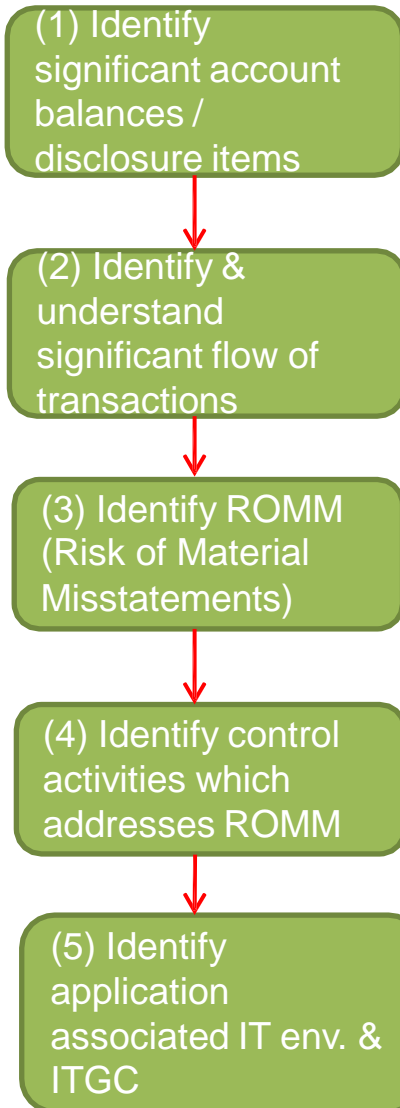 (1) Identify
significant account
balances /
disclosure items
(2) Identify &
understand
significant flow of
transactions
(3) Identify ROMM
(Risk of Material
Misstatements)
(4) Identify control
activities which
addresses ROMM
(5) Identify
application
associated IT env. &
ITGC